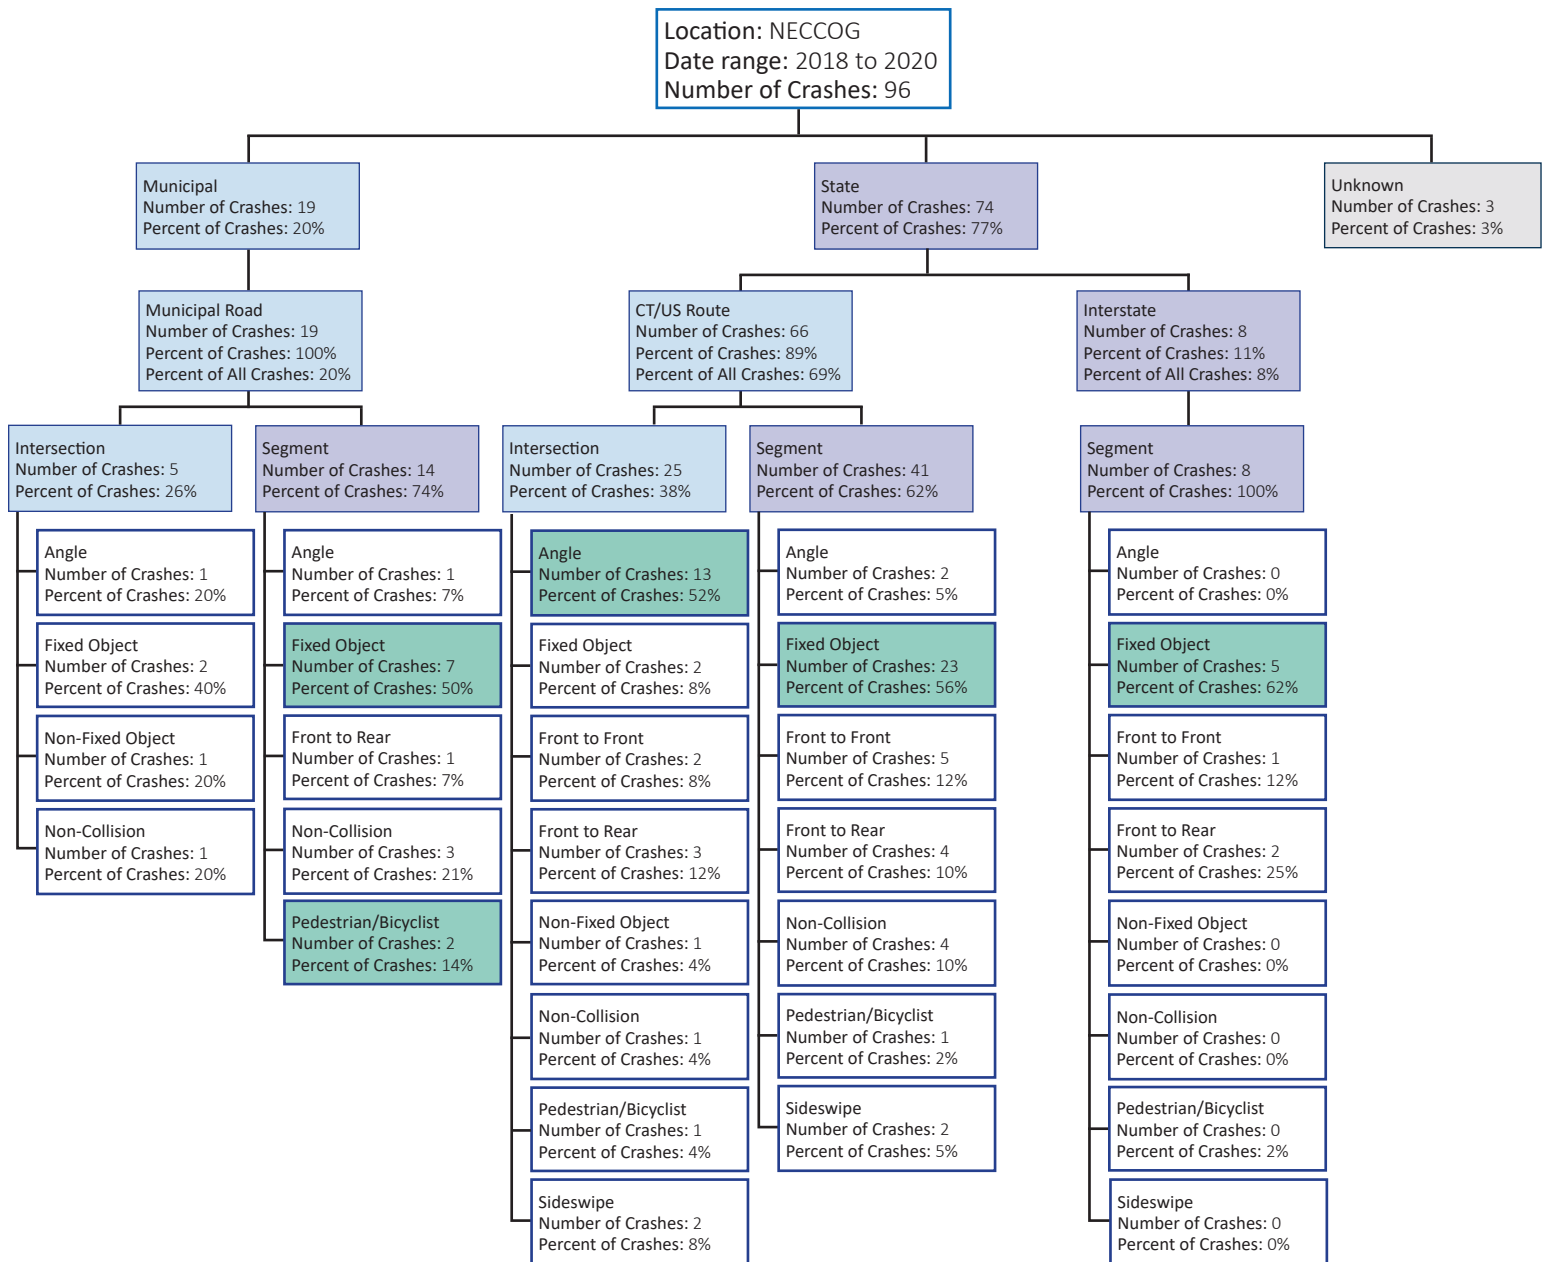 Location: NECCOG
Date range: 2018 to 2020
Number of Crashes: 96
Municipal
Number of Crashes: 19
Percent of Crashes: 20%
State
Number of Crashes: 74
Percent of Crashes: 77%
Unknown
Number of Crashes: 3
Percent of Crashes: 3%
Municipal Road
Number of Crashes: 19
Percent of Crashes: 100%
Percent of All Crashes: 20%
CT/US Route
Number of Crashes: 66
Percent of Crashes: 89%
Percent of All Crashes: 69%
Interstate
Number of Crashes: 8
Percent of Crashes: 11%
Percent of All Crashes: 8%
Intersection
Number of Crashes: 5
Percent of Crashes: 26%
Segment
Number of Crashes: 14
Percent of Crashes: 74%
Intersection
Number of Crashes: 25
Percent of Crashes: 38%
Segment
Number of Crashes: 41
Percent of Crashes: 62%
Segment
Number of Crashes: 8
Percent of Crashes: 100%
Angle
Number of Crashes: 1
Percent of Crashes: 20%
Fixed Object
Number of Crashes: 2
Percent of Crashes: 40%
Non-Fixed Object
Number of Crashes: 1
Percent of Crashes: 20%
Non-Collision
Number of Crashes: 1
Percent of Crashes: 20%
Angle
Number of Crashes: 1
Percent of Crashes: 7%
Fixed Object
Number of Crashes: 7
Percent of Crashes: 50%
Front to Rear
Number of Crashes: 1
Percent of Crashes: 7%
Non-Collision
Number of Crashes: 3
Percent of Crashes: 21%
Pedestrian/Bicyclist
Number of Crashes: 2
Percent of Crashes: 14%
Angle
Number of Crashes: 13
Percent of Crashes: 52%
Fixed Object
Number of Crashes: 2
Percent of Crashes: 8%
Front to Front
Number of Crashes: 2
Percent of Crashes: 8%
Front to Rear
Number of Crashes: 3
Percent of Crashes: 12%
Non-Fixed Object
Number of Crashes: 1
Percent of Crashes: 4%
Non-Collision
Number of Crashes: 1
Percent of Crashes: 4%
Pedestrian/Bicyclist
Number of Crashes: 1
Percent of Crashes: 4%
Sideswipe
Number of Crashes: 2
Percent of Crashes: 8%
Angle
Number of Crashes: 2
Percent of Crashes: 5%
Fixed Object
Number of Crashes: 23
Percent of Crashes: 56%
Front to Front
Number of Crashes: 5
Percent of Crashes: 12%
Front to Rear
Number of Crashes: 4
Percent of Crashes: 10%
Non-Collision
Number of Crashes: 4
Percent of Crashes: 10%
Pedestrian/Bicyclist
Number of Crashes: 1
Percent of Crashes: 2%
Sideswipe
Number of Crashes: 2
Percent of Crashes: 5%
Angle
Number of Crashes: 0
Percent of Crashes: 0%
Fixed Object
Number of Crashes: 5
Percent of Crashes: 62%
Front to Front
Number of Crashes: 1
Percent of Crashes: 12%
Front to Rear
Number of Crashes: 2
Percent of Crashes: 25%
Non-Fixed Object
Number of Crashes: 0
Percent of Crashes: 0%
Non-Collision
Number of Crashes: 0
Percent of Crashes: 0%
Pedestrian/Bicyclist
Number of Crashes: 0
Percent of Crashes: 2%
Sideswipe
Number of Crashes: 0
Percent of Crashes: 0%